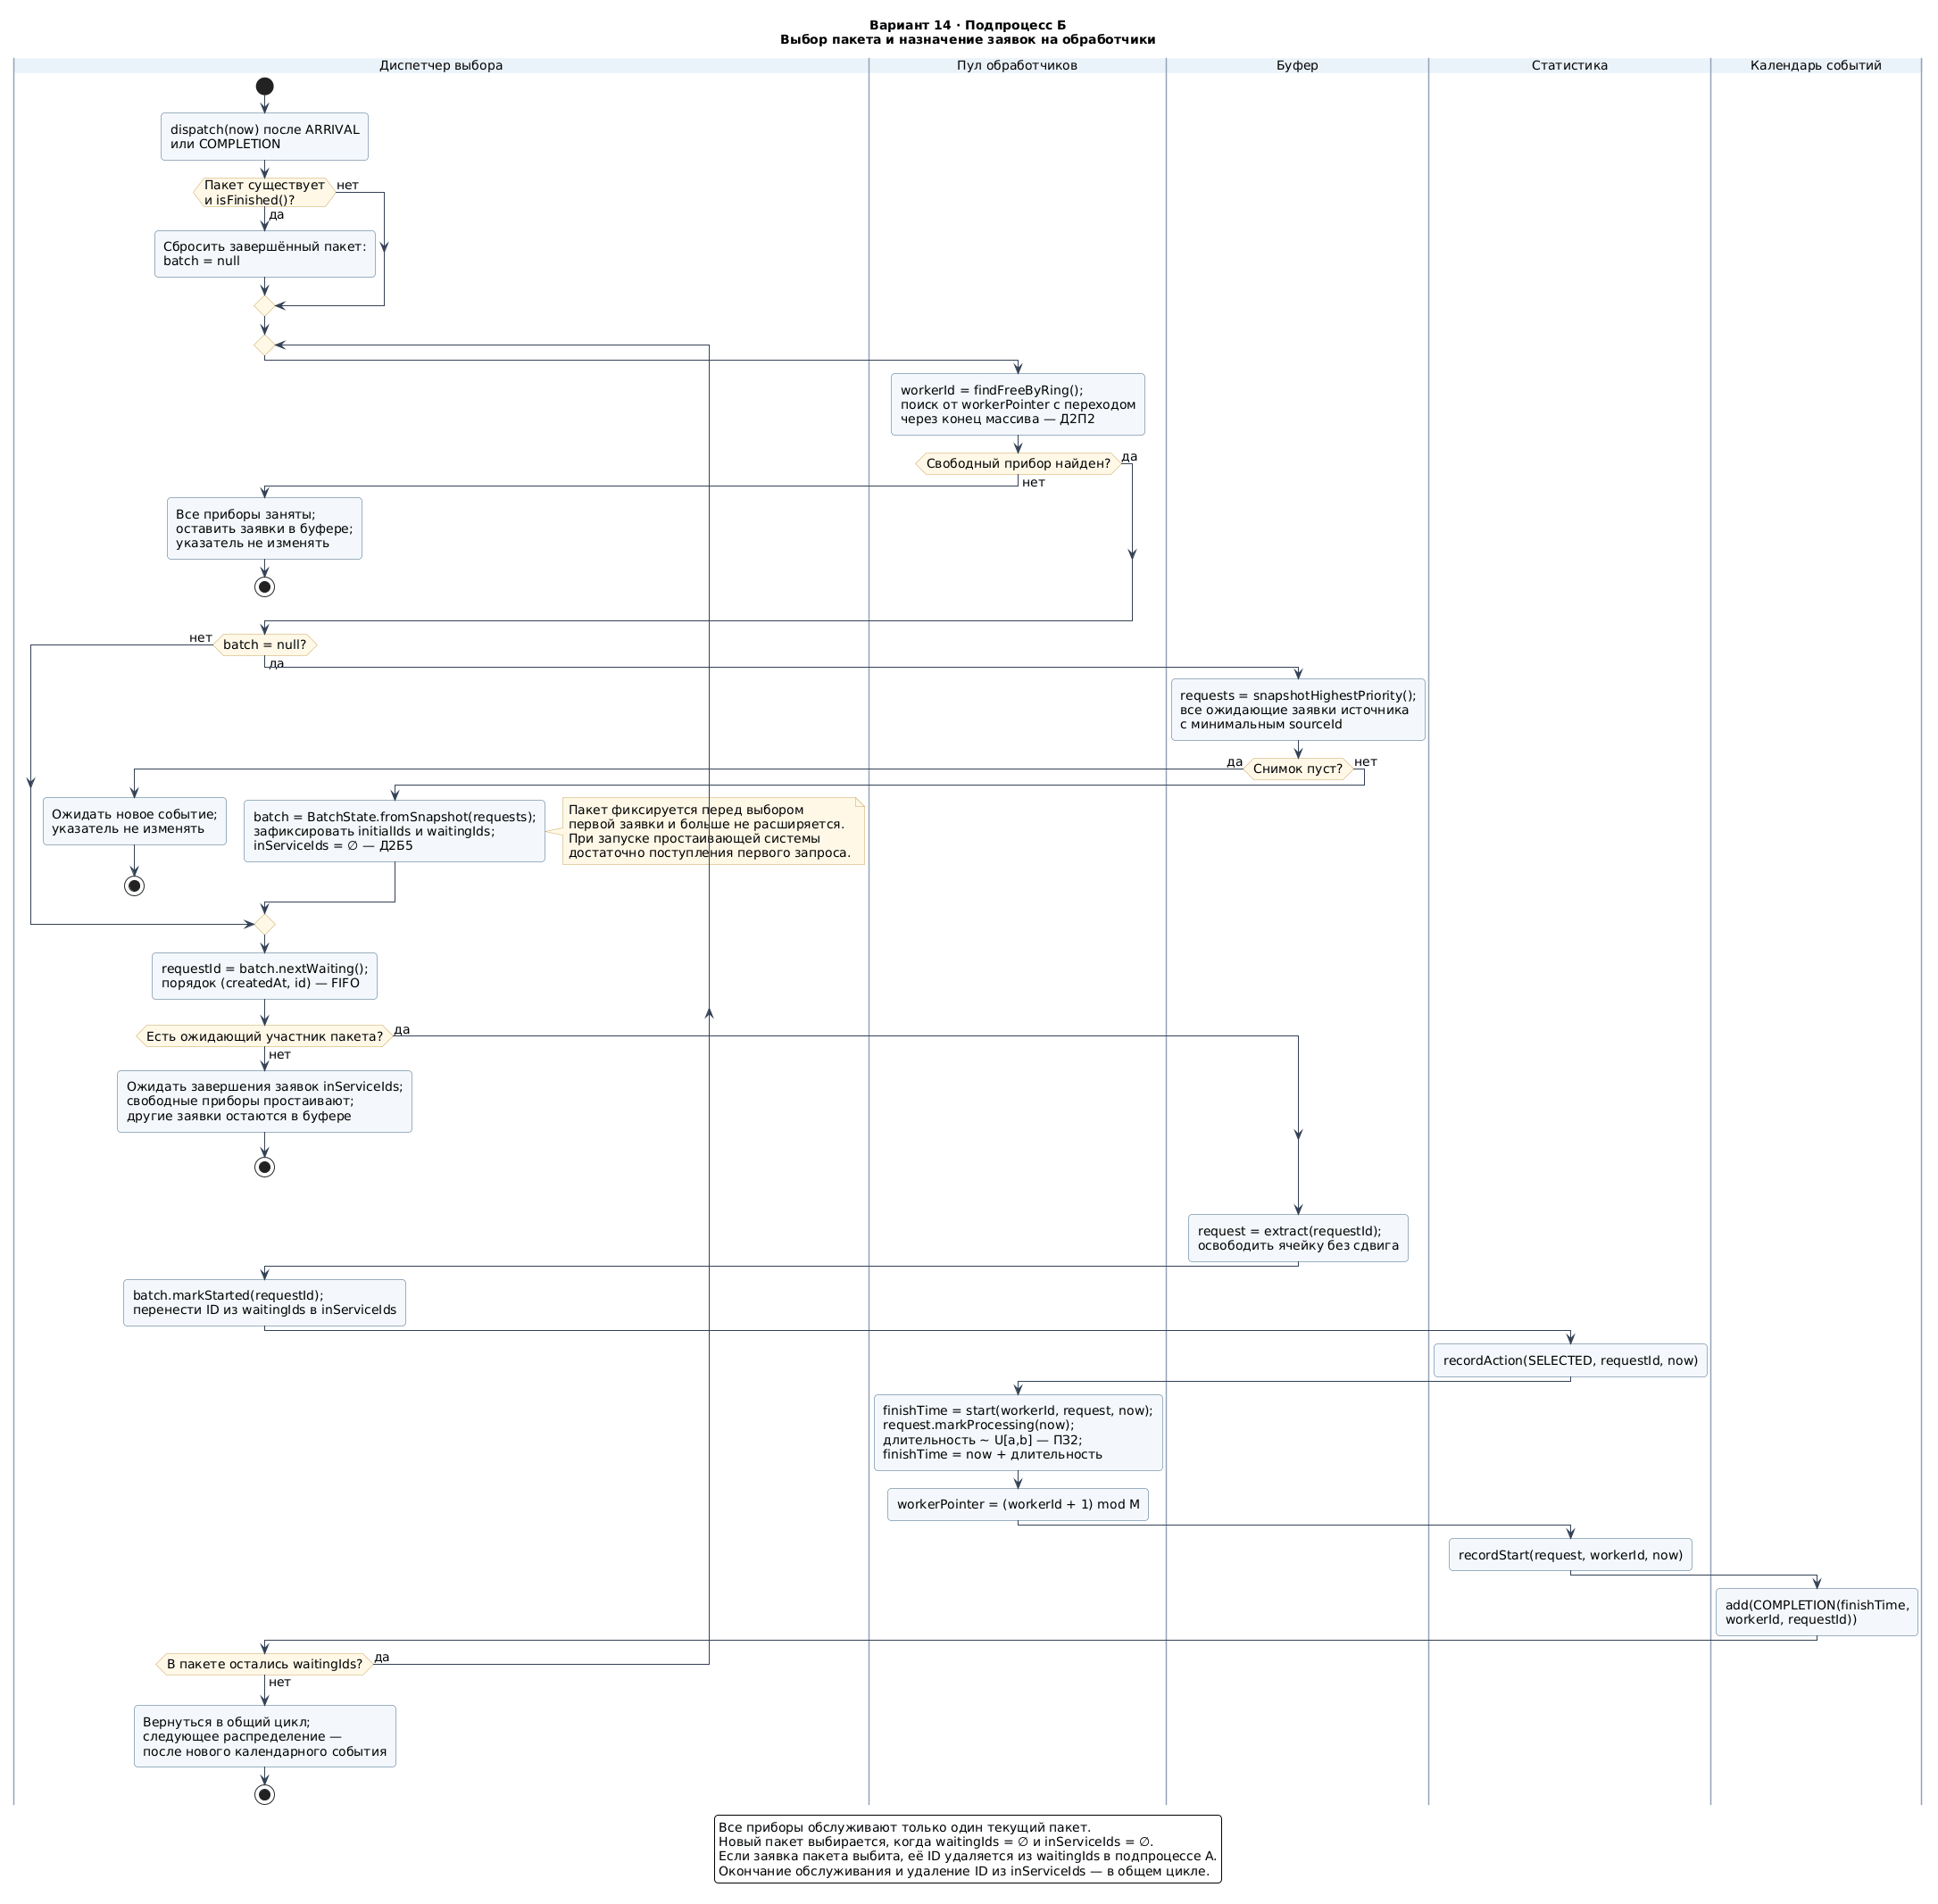 Вариант 14 · Подпроцесс Б
Выбор пакета и назначение заявок на обработчики
Диспетчер выбора
Пул обработчиков
Буфер
Статистика
Календарь событий
dispatch(now) после ARRIVAL
или COMPLETION
Пакет существует
и isFinished()?
нет
да
Сбросить завершённый пакет:
batch = null
workerId = findFreeByRing();
поиск от workerPointer с переходом
через конец массива — Д2П2
Свободный прибор найден?
да
нет
Все приборы заняты;
оставить заявки в буфере;
указатель не изменять
batch = null?
нет
да
requests = snapshotHighestPriority();
все ожидающие заявки источника
с минимальным sourceId
Снимок пуст?
да
нет
Ожидать новое событие;
указатель не изменять
batch = BatchState.fromSnapshot(requests);
зафиксировать initialIds и waitingIds;
inServiceIds = ∅ — Д2Б5
Пакет фиксируется перед выбором
первой заявки и больше не расширяется.
При запуске простаивающей системы
достаточно поступления первого запроса.
requestId = batch.nextWaiting();
порядок (createdAt, id) — FIFO
Есть ожидающий участник пакета?
да
нет
Ожидать завершения заявок inServiceIds;
свободные приборы простаивают;
другие заявки остаются в буфере
request = extract(requestId);
освободить ячейку без сдвига
batch.markStarted(requestId);
перенести ID из waitingIds в inServiceIds
recordAction(SELECTED, requestId, now)
finishTime = start(workerId, request, now);
request.markProcessing(now);
длительность ~ U[a,b] — ПЗ2;
finishTime = now + длительность
workerPointer = (workerId + 1) mod M
recordStart(request, workerId, now)
add(COMPLETION(finishTime,
workerId, requestId))
В пакете остались waitingIds?
да
нет
Вернуться в общий цикл;
следующее распределение —
после нового календарного события
Все приборы обслуживают только один текущий пакет.
Новый пакет выбирается, когда waitingIds = ∅ и inServiceIds = ∅.
Если заявка пакета выбита, её ID удаляется из waitingIds в подпроцессе А.
Окончание обслуживания и удаление ID из inServiceIds — в общем цикле.